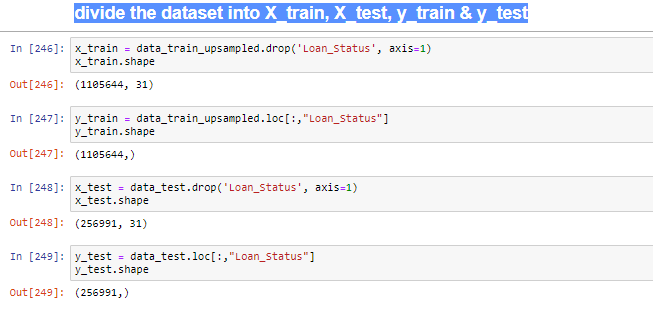 divide the dataset into X_train, X_test, y_train & y_test
In [246]: x_train = data_train_upsampled.drop('Loan_Status', axis=1)
x_train.shape
Out[246]: (1105644, 31)
In [247]: y_train = data_train_upsampled.loc[:,"Loan_Status"]
y_train.shape
Out[247]: (1105644,)
In [248]: x_test = data_test.drop('Loan_Status', axis=1)
x_test.shape
Out[248]: (256991, 31)
In [249]: y_test = data_test.loc[:,"Loan_Status"]
y_test.shape
Out[249]: (256991,)